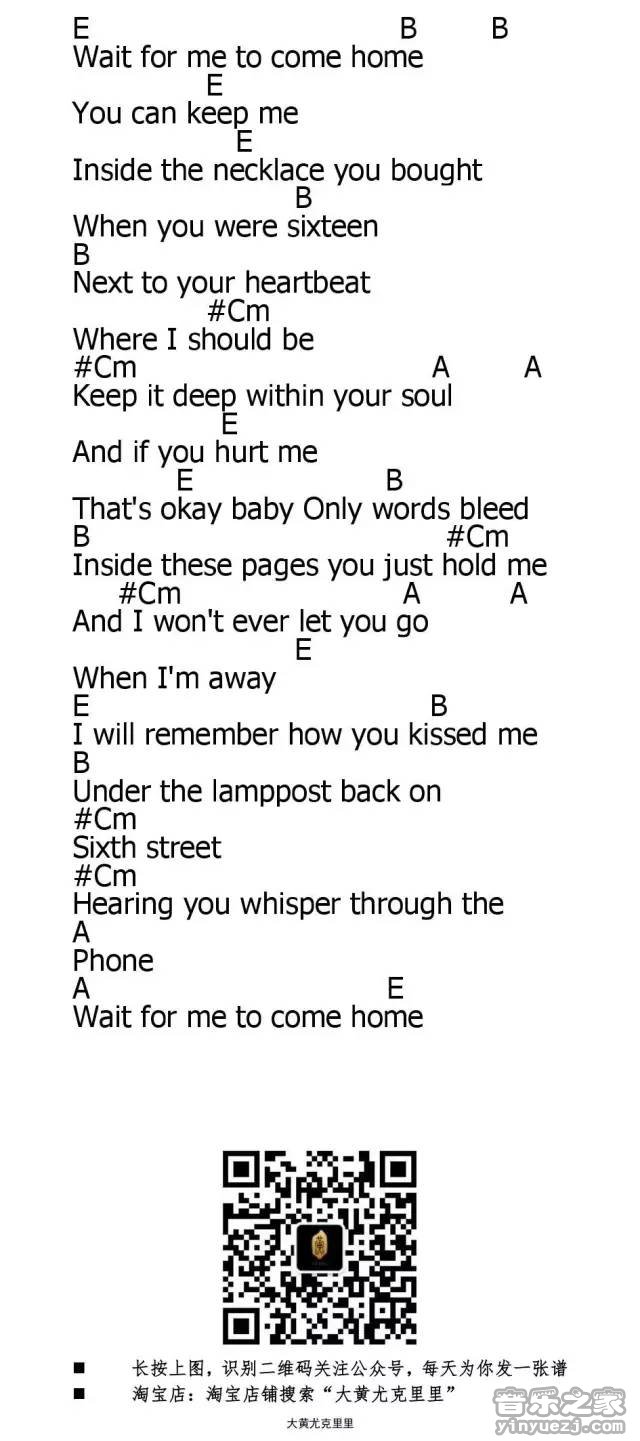 E B B
Wait for me to come home
E
You can keep me
E
Inside the necklace you bought
B
When you were sixteen
B
Next to your heartbeat
#Cm
Where I should be
#Cm A A
Keep it deep within your soul
E
And if you hurt me
E B
That's okay baby Only words bleed
B #Cm
Inside these pages you just hold me
#Cm A A
And I won't ever let you go
E
When I'm away
E B
I will remember how you kissed me
B
Under the lamppost back on
#Cm
Sixth street
#Cm
Hearing you whisper through the
A
Phone
A E
Wait for me to come home
■ 长按上图，识别二维码关注公众号，每天为你发一张谱
■ 淘宝店：淘宝店铺搜索“大黄尤克里里”
大黄尤克里里
音乐之家
yinyuezj.com